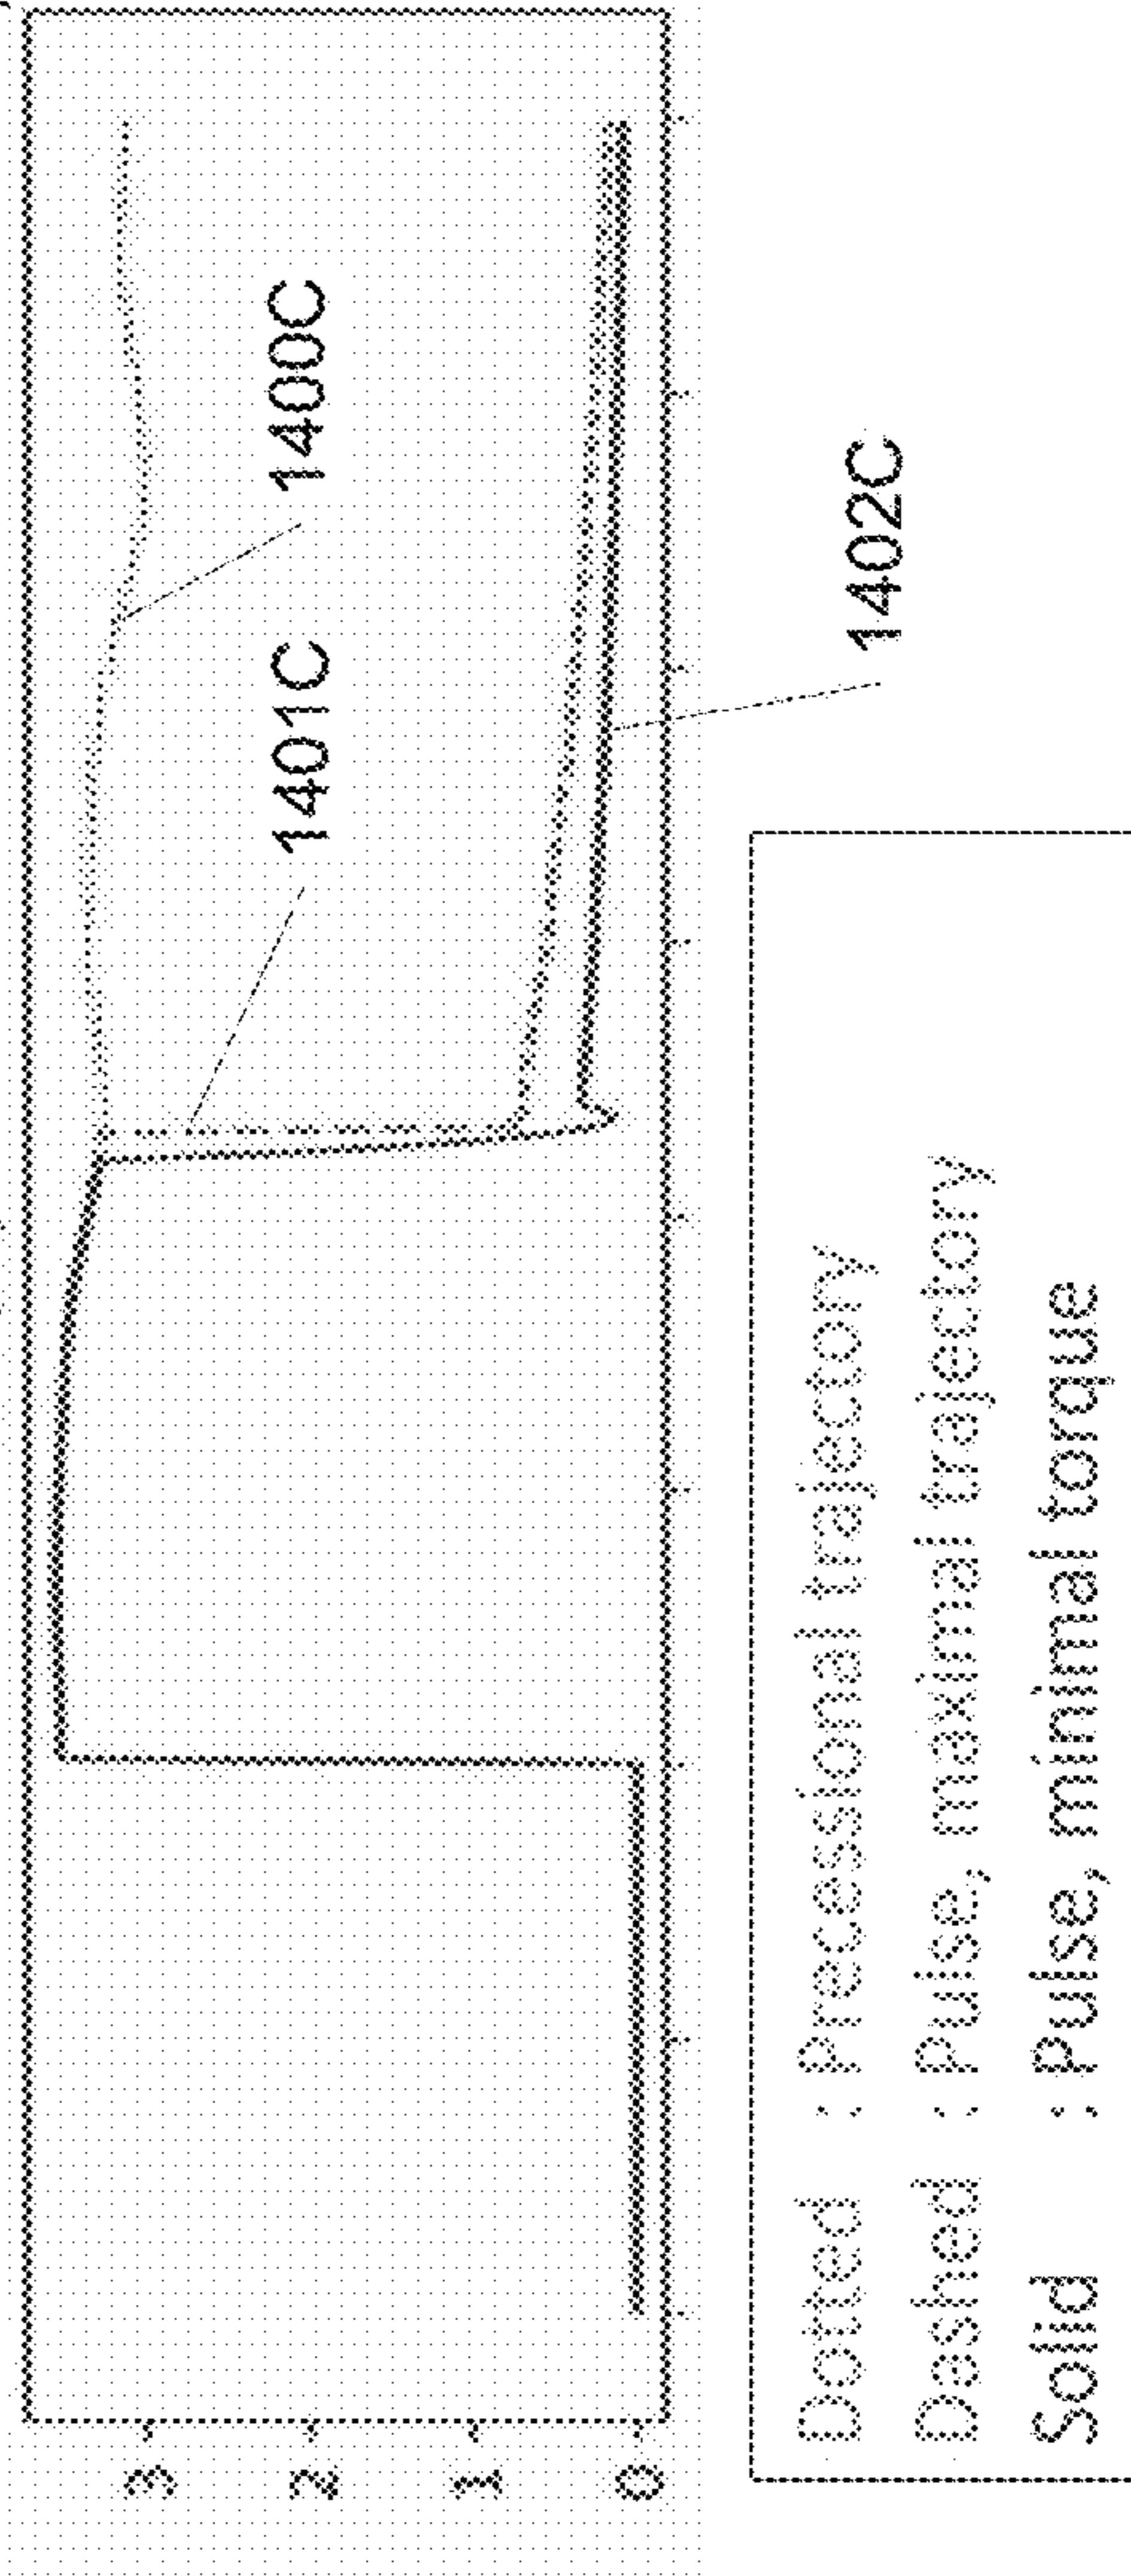 3
2
1
0
1401C
1400C
1402C
Dotted : Precessional trajectory
Dashed : Pulse, maximal trajectory
Solid : Pulse, minimal torque